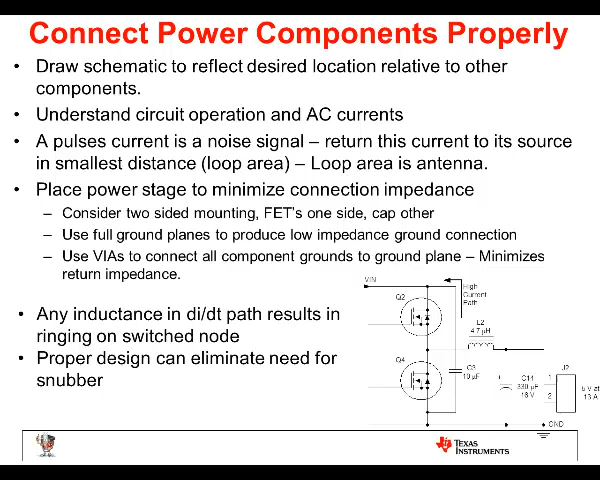 Connect Power Components Properly
• Draw schematic to reflect desired location relative to other
components.
• Understand circuit operation and AC currents
• A pulses current is a noise signal – return this current to its source
in smallest distance (loop area) – Loop area is antenna.
• Place power stage to minimize connection impedance
– Consider two sided mounting, FET's one side, cap other
– Use full ground planes to produce low impedance ground connection
– Use VIAs to connect all component grounds to ground plane – Minimizes
return impedance.
• Any inductance in di/dt path results in
ringing on switched node
• Proper design can eliminate need for
snubber
VIN
High
Current
Path
Q2
L2
4.7 µH
Q4
C3
10 µF
C14
330 µF
16 V
J2
1
2
5 V at
13 A
GND
TEXAS
INSTRUMENTS